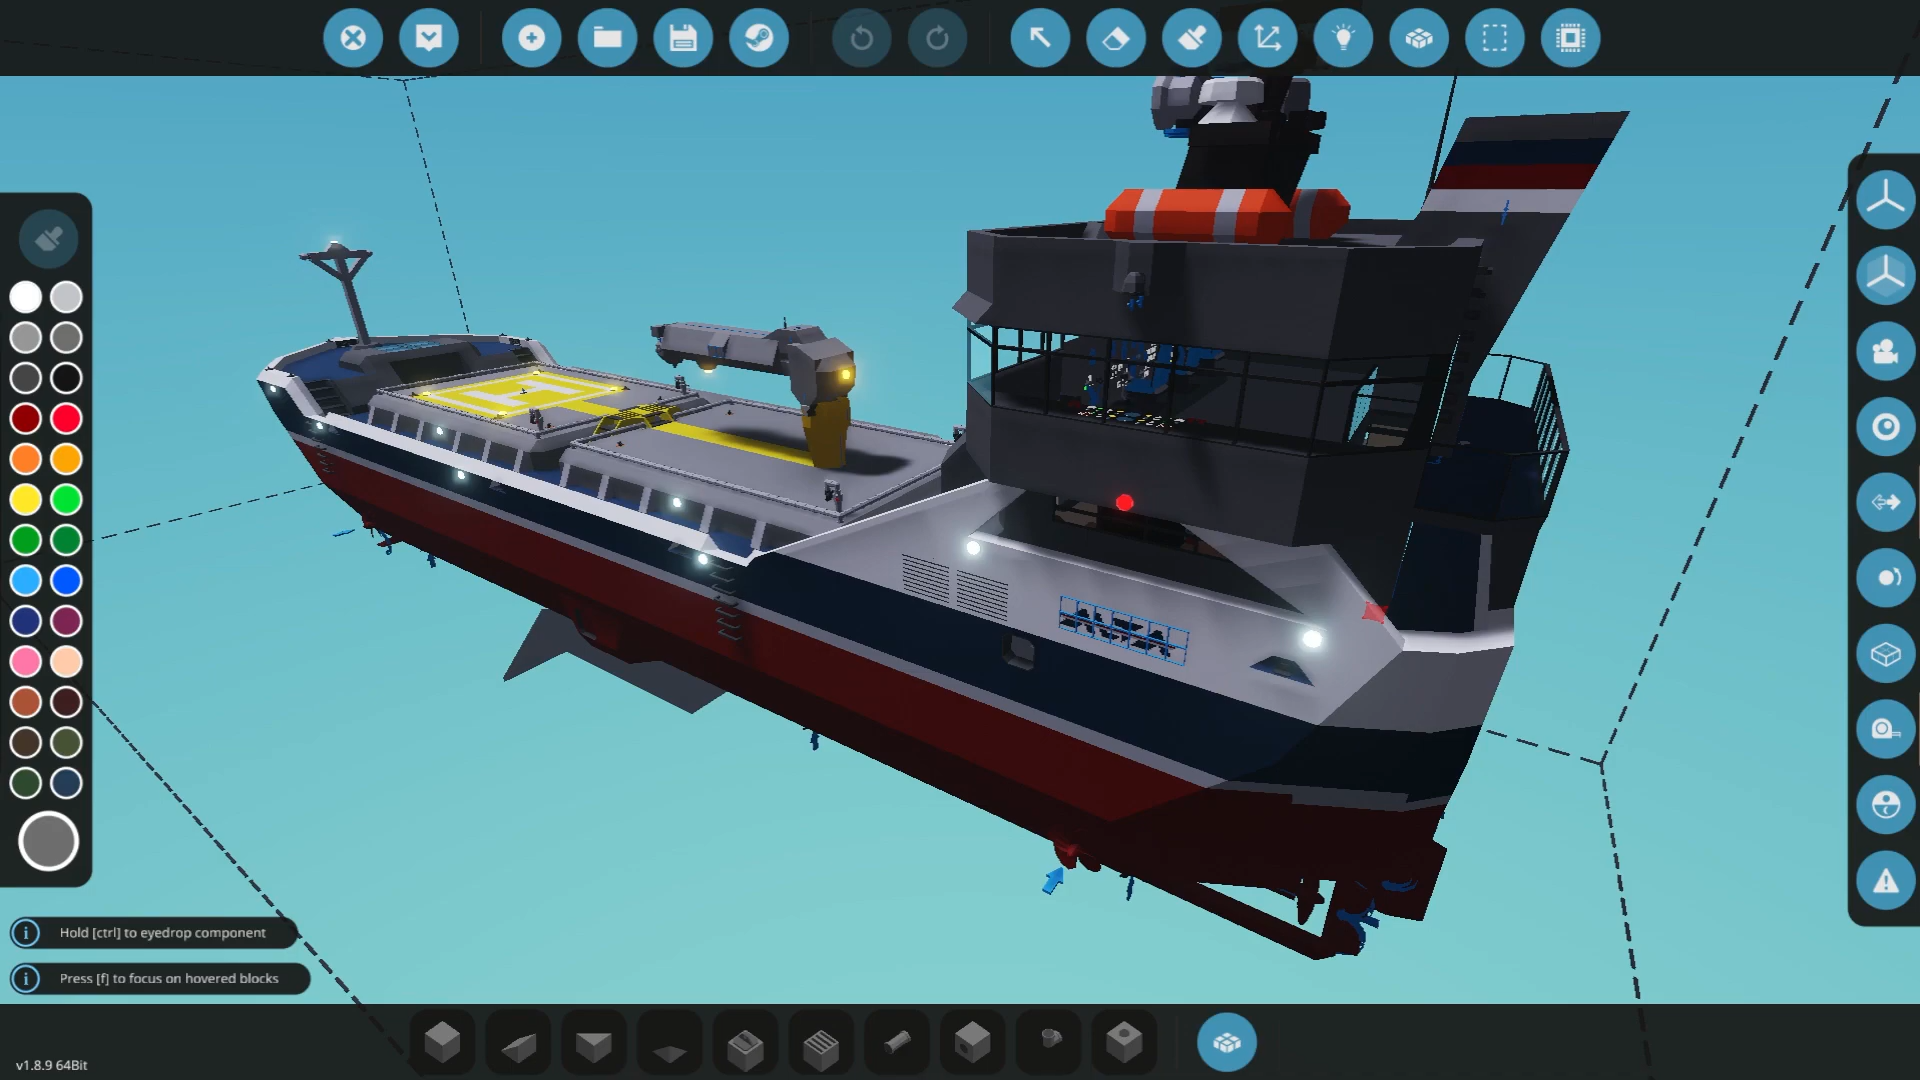 H
Hold [ctrl] to eyedrop component
Press [f] to focus on hovered blocks
v1.8.9 64Bit